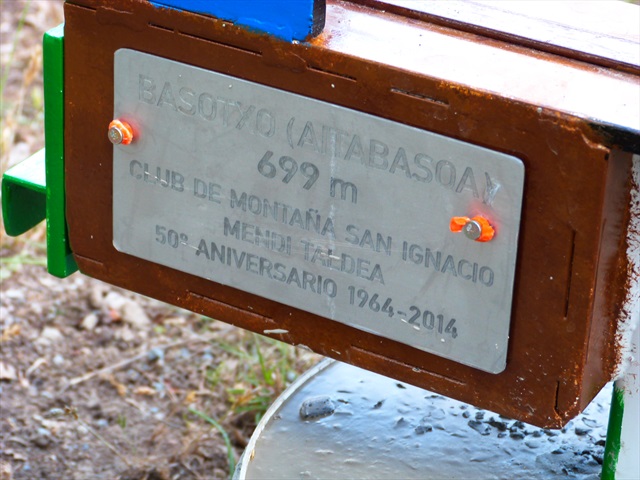 BASOTXO (AITABASOA)
699 m
CLUB DE MONTAÑA SAN IGNACIO
MENDI TALDEA
50º ANIVERSARIO 1964-2014